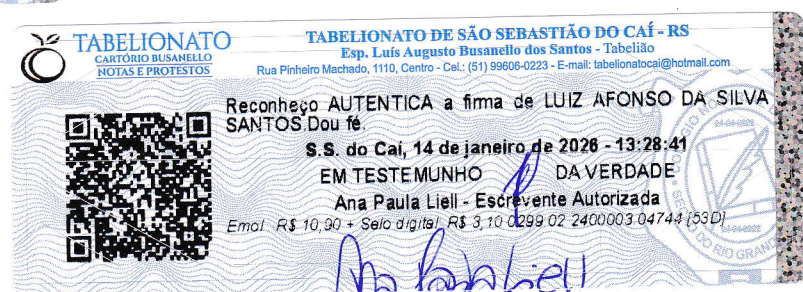 TABELIONATO
CARTÓRIO BUSANELLO
NOTAS E PROTESTOS
TABELIONATO DE SÃO SEBASTIÃO DO CAÍ - RS
Esp. Luís Augusto Busanello dos Santos - Tabelião
Rua Pinheiro Machado, 1110, Centro - Cel.: (51) 99606-0223 - E-mail: tabelionatocai@hotmail.com
Reconheço AUTENTICA a firma de LUIZ AFONSO DA SILVA
SANTOS.Dou fé.
S.S. do Caí, 14 de janeiro de 2026 - 13:28:41
EM TESTEMUNHO DA VERDADE
Ana Paula Liell - Escrevente Autorizada
Emol R$ 10,90 + Selo digital R$ 3,10 0299 02 2400003 04744 (53D)
Ana Paula Liell